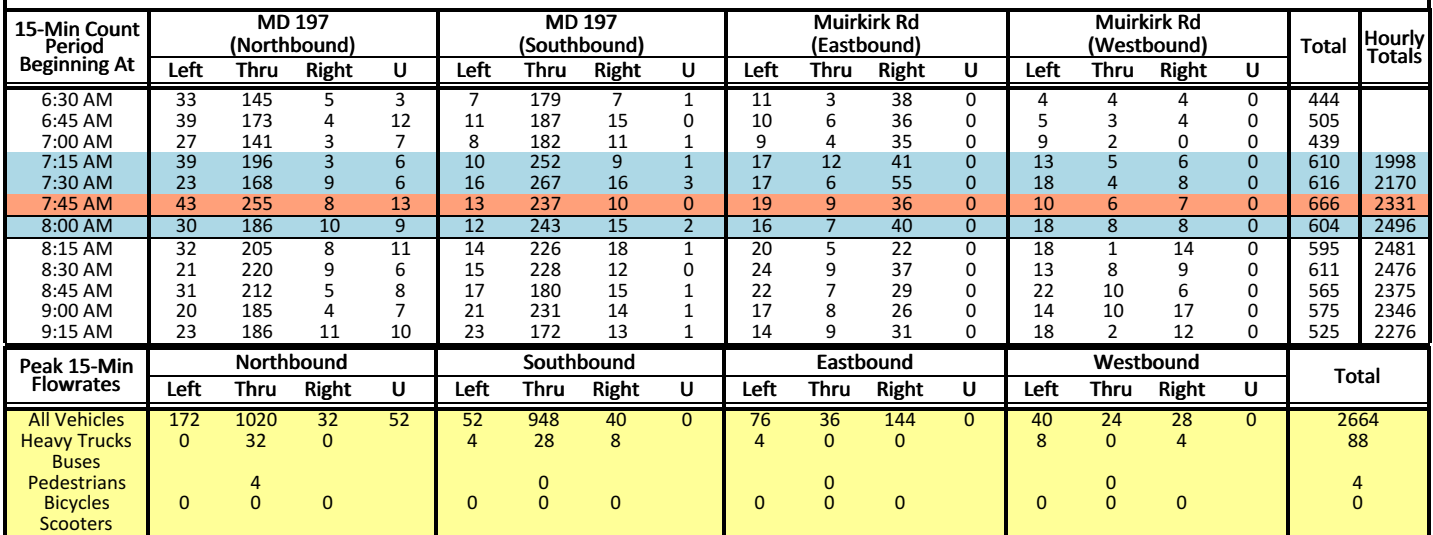 15-Min Count Period Beginning At MD 197 (Northbound) MD 197 (Southbound) Muirkirk Rd (Eastbound) Muirkirk Rd (Westbound) Total Hourly Totals
Left Thru Right U Left Thru Right U Left Thru Right U Left Thru Right U
6:30 AM 33 145 5 3 7 179 7 1 11 3 38 0 4 4 4 0 444
6:45 AM 39 173 4 12 11 187 15 0 10 6 36 0 5 3 4 0 505
7:00 AM 27 141 3 7 8 182 11 1 9 4 35 0 9 2 0 0 439
7:15 AM 39 196 3 6 10 252 9 1 17 12 41 0 13 5 6 0 610 1998
7:30 AM 23 168 9 6 16 267 16 3 17 6 55 0 18 4 8 0 616 2170
7:45 AM 43 255 8 13 13 237 10 0 19 9 36 0 10 6 7 0 666 2331
8:00 AM 30 186 10 9 12 243 15 2 16 7 40 0 18 8 8 0 604 2496
8:15 AM 32 205 8 11 14 226 18 1 20 5 22 0 18 1 14 0 595 2481
8:30 AM 21 220 9 6 15 228 12 0 24 9 37 0 13 8 9 0 611 2476
8:45 AM 31 212 5 8 17 180 15 1 22 7 29 0 22 10 6 0 565 2375
9:00 AM 20 185 4 7 21 231 14 1 17 8 26 0 14 10 17 0 575 2346
9:15 AM 23 186 11 10 23 172 13 1 14 9 31 0 18 2 12 0 525 2276
Peak 15-Min Flowrates Northbound Southbound Eastbound Westbound Total
Left Thru Right U Left Thru Right U Left Thru Right U Left Thru Right U
All Vehicles 172 1020 32 52 52 948 40 0 76 36 144 0 40 24 28 0 2664
Heavy Trucks 0 32 0 4 28 8 4 0 0 8 0 4 88
Buses
Pedestrians 4 0 0 0 4
Bicycles 0 0 0 0 0 0 0 0 0 0 0 0 0
Scooters